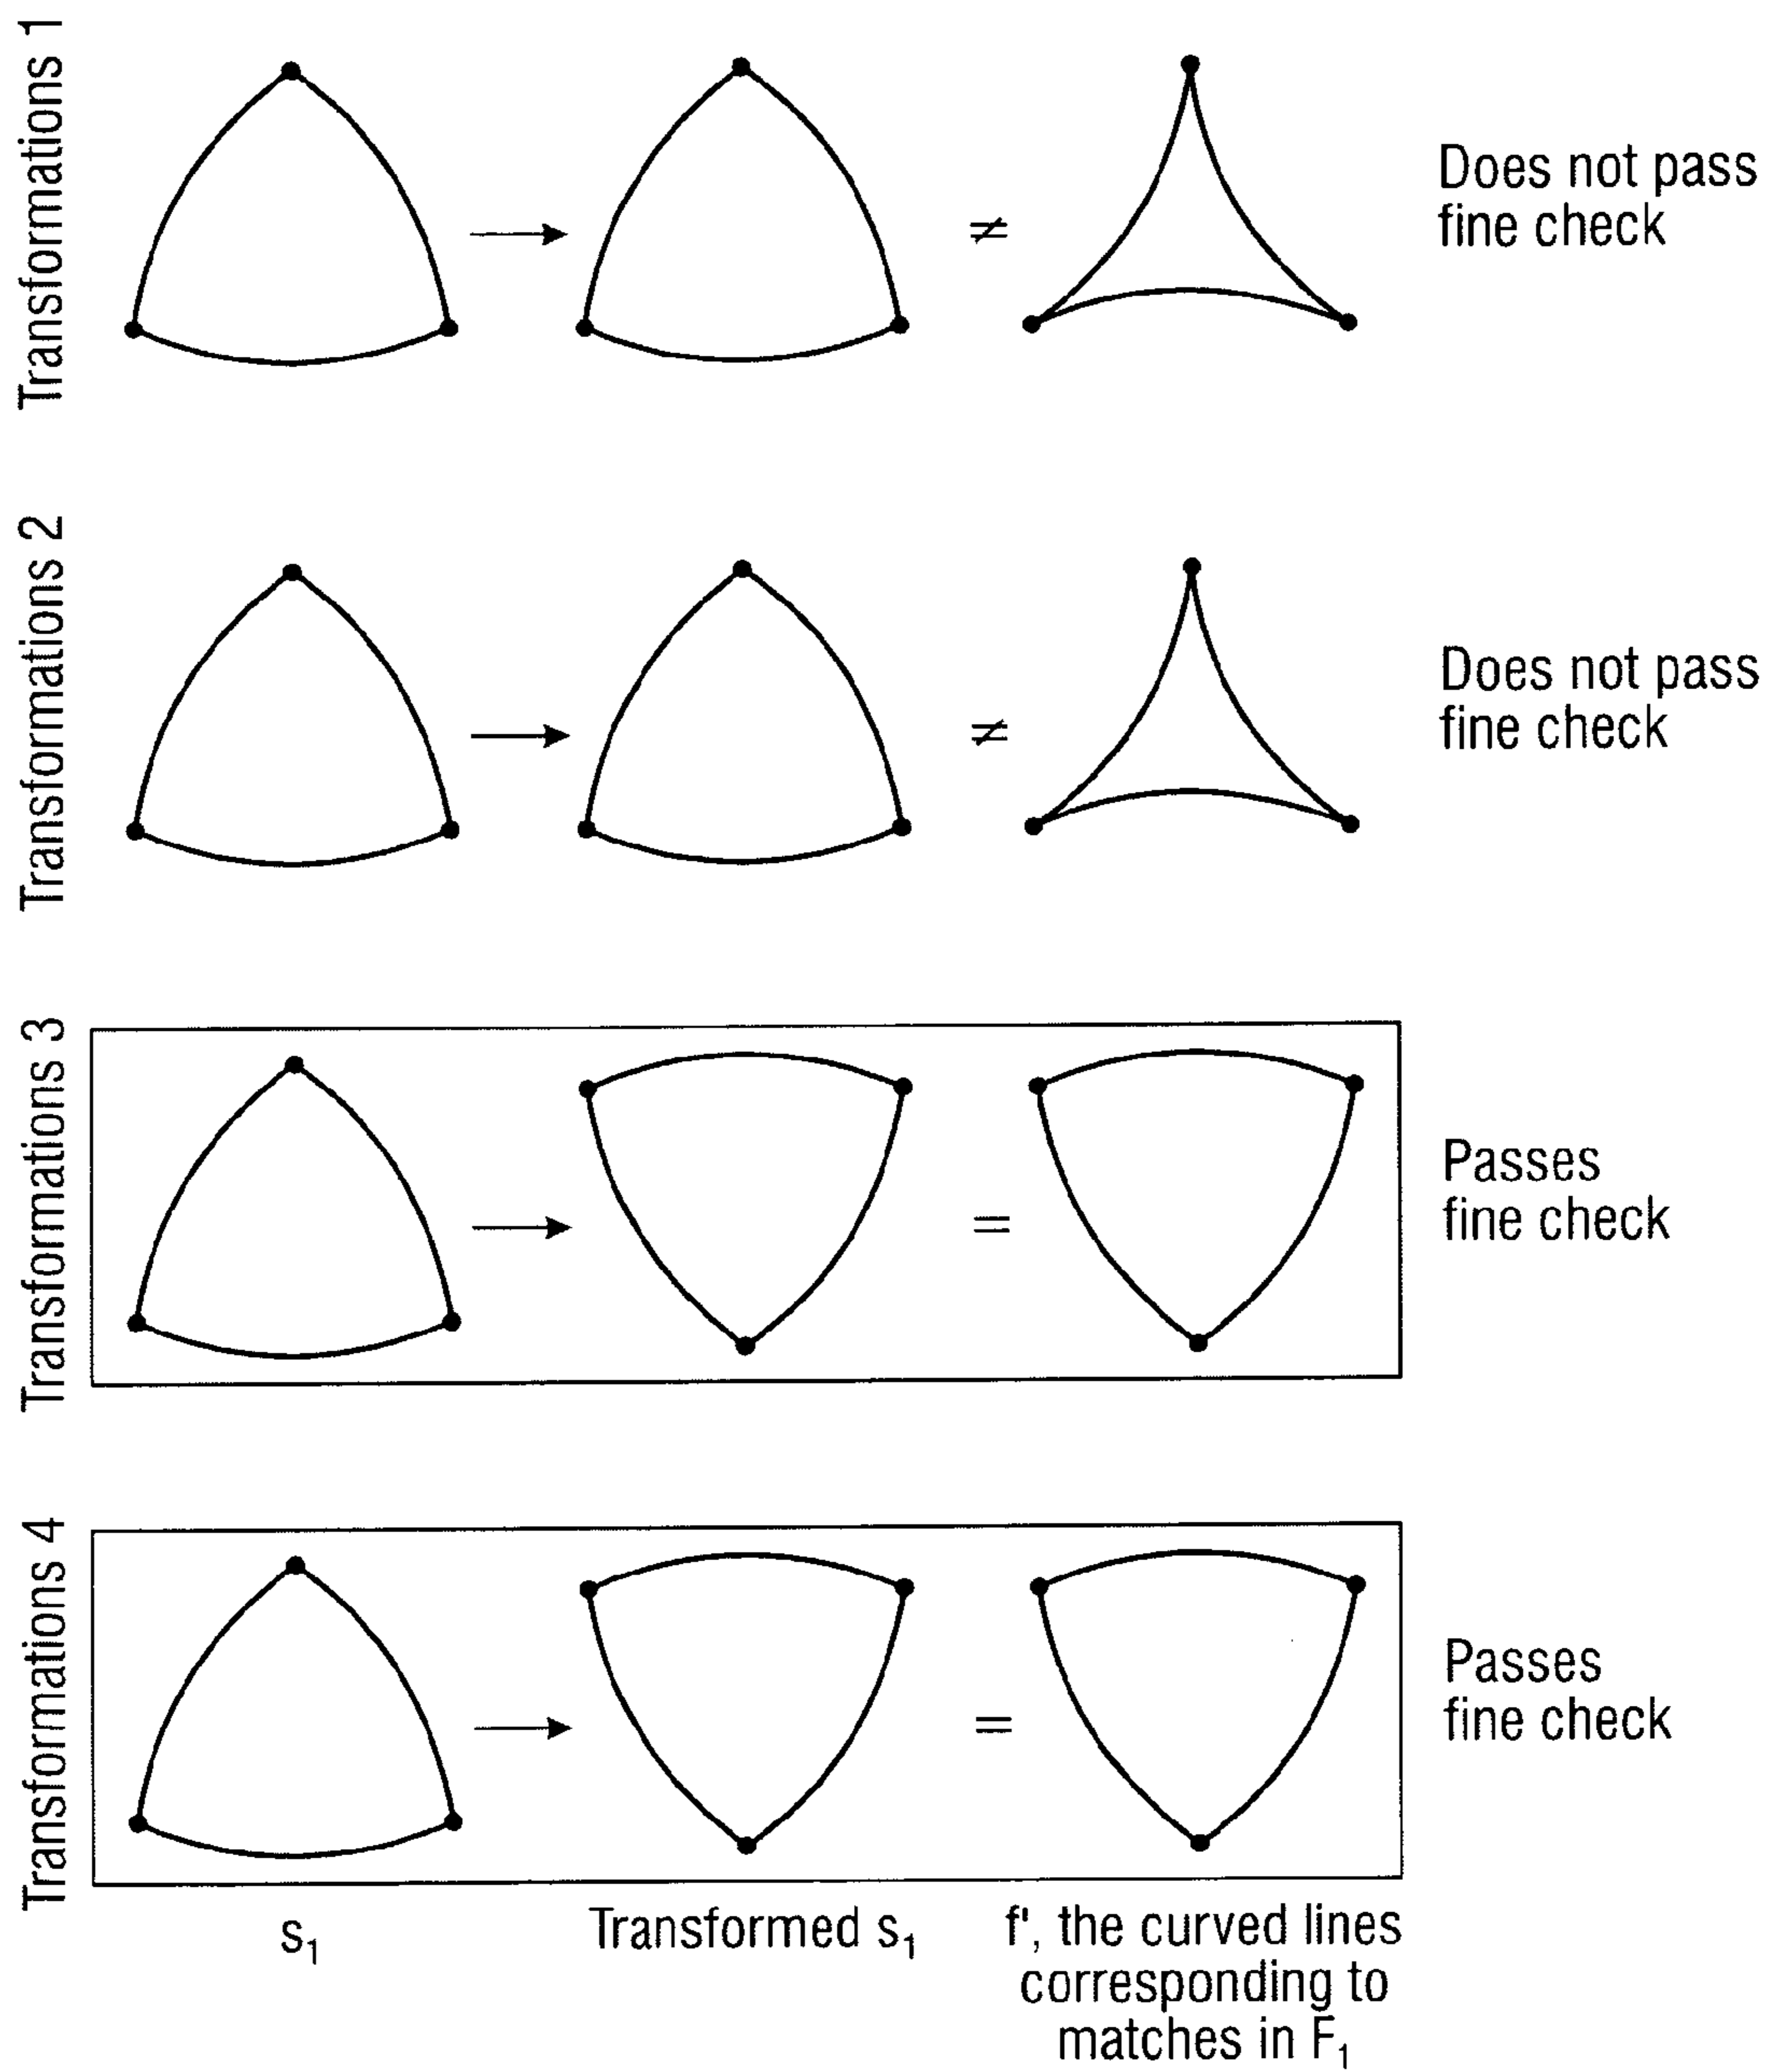 Transformations 1
≠
Does not pass
fine check
Transformations 2
≠
Does not pass
fine check
Transformations 3
=
Passes
fine check
Transformations 4
=
Passes
fine check
s₁
Transformed s₁
f', the curved lines
corresponding to
matches in F₁